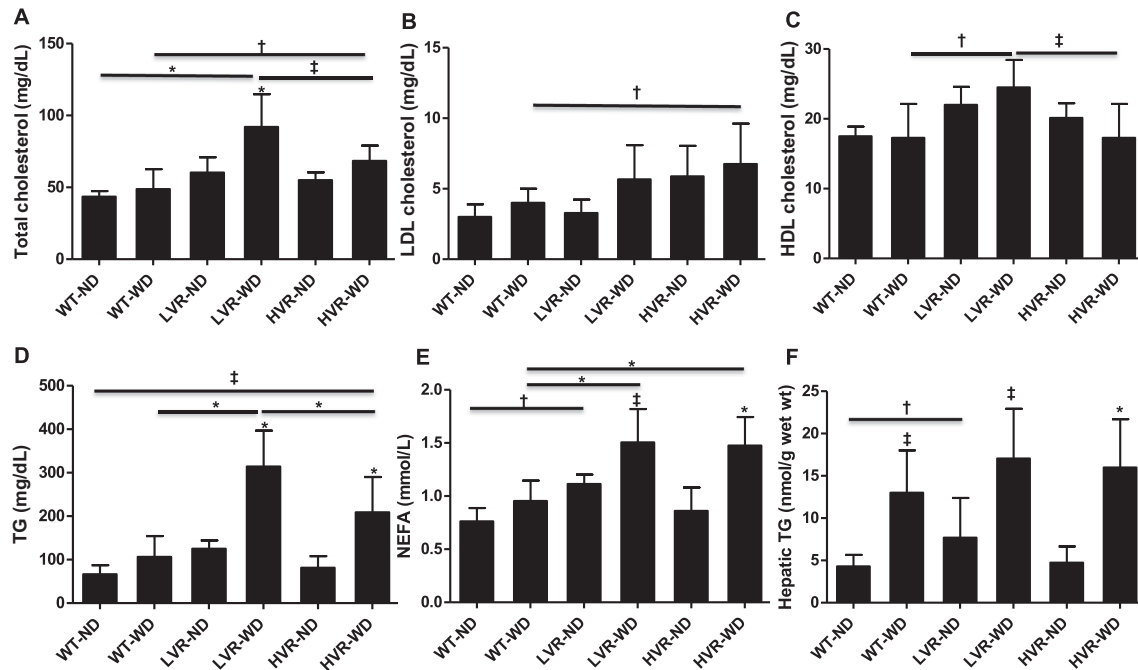 A
Total cholesterol (mg/dL)
150
100
50
0
†
*
‡
*
WT-ND
WT-WD
LVR-ND
LVR-WD
HVR-ND
HVR-WD
B
LDL cholesterol (mg/dL)
15
10
5
0
†
WT-ND
WT-WD
LVR-ND
LVR-WD
HVR-ND
HVR-WD
C
HDL cholesterol (mg/dL)
30
20
10
0
†
‡
WT-ND
WT-WD
LVR-ND
LVR-WD
HVR-ND
HVR-WD
D
TG (mg/dL)
500
400
300
200
100
0
‡
*
*
*
*
WT-ND
WT-WD
LVR-ND
LVR-WD
HVR-ND
HVR-WD
E
NEFA (mmol/L)
2.0
1.5
1.0
0.5
0.0
*
*
†
‡
*
WT-ND
WT-WD
LVR-ND
LVR-WD
HVR-ND
HVR-WD
F
Hepatic TG (nmol/g wet wt)
25
20
15
10
5
0
†
‡
‡
*
WT-ND
WT-WD
LVR-ND
LVR-WD
HVR-ND
HVR-WD